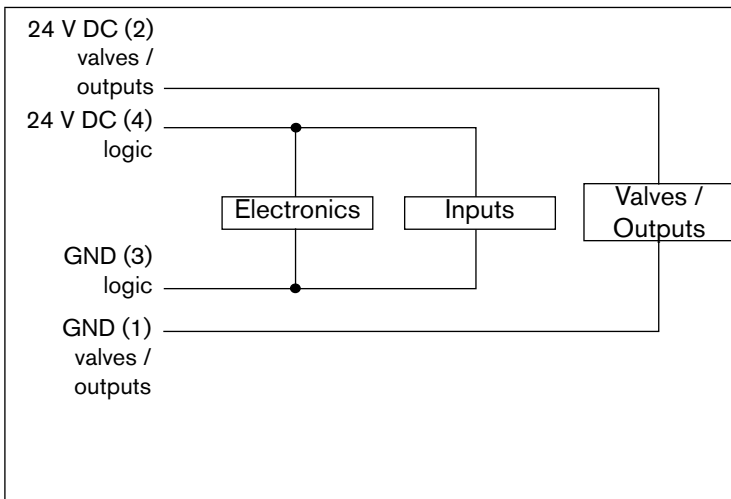 24 V DC (2)
valves /
outputs
24 V DC (4)
logic
Electronics
Inputs
Valves /
Outputs
GND (3)
logic
GND (1)
valves /
outputs